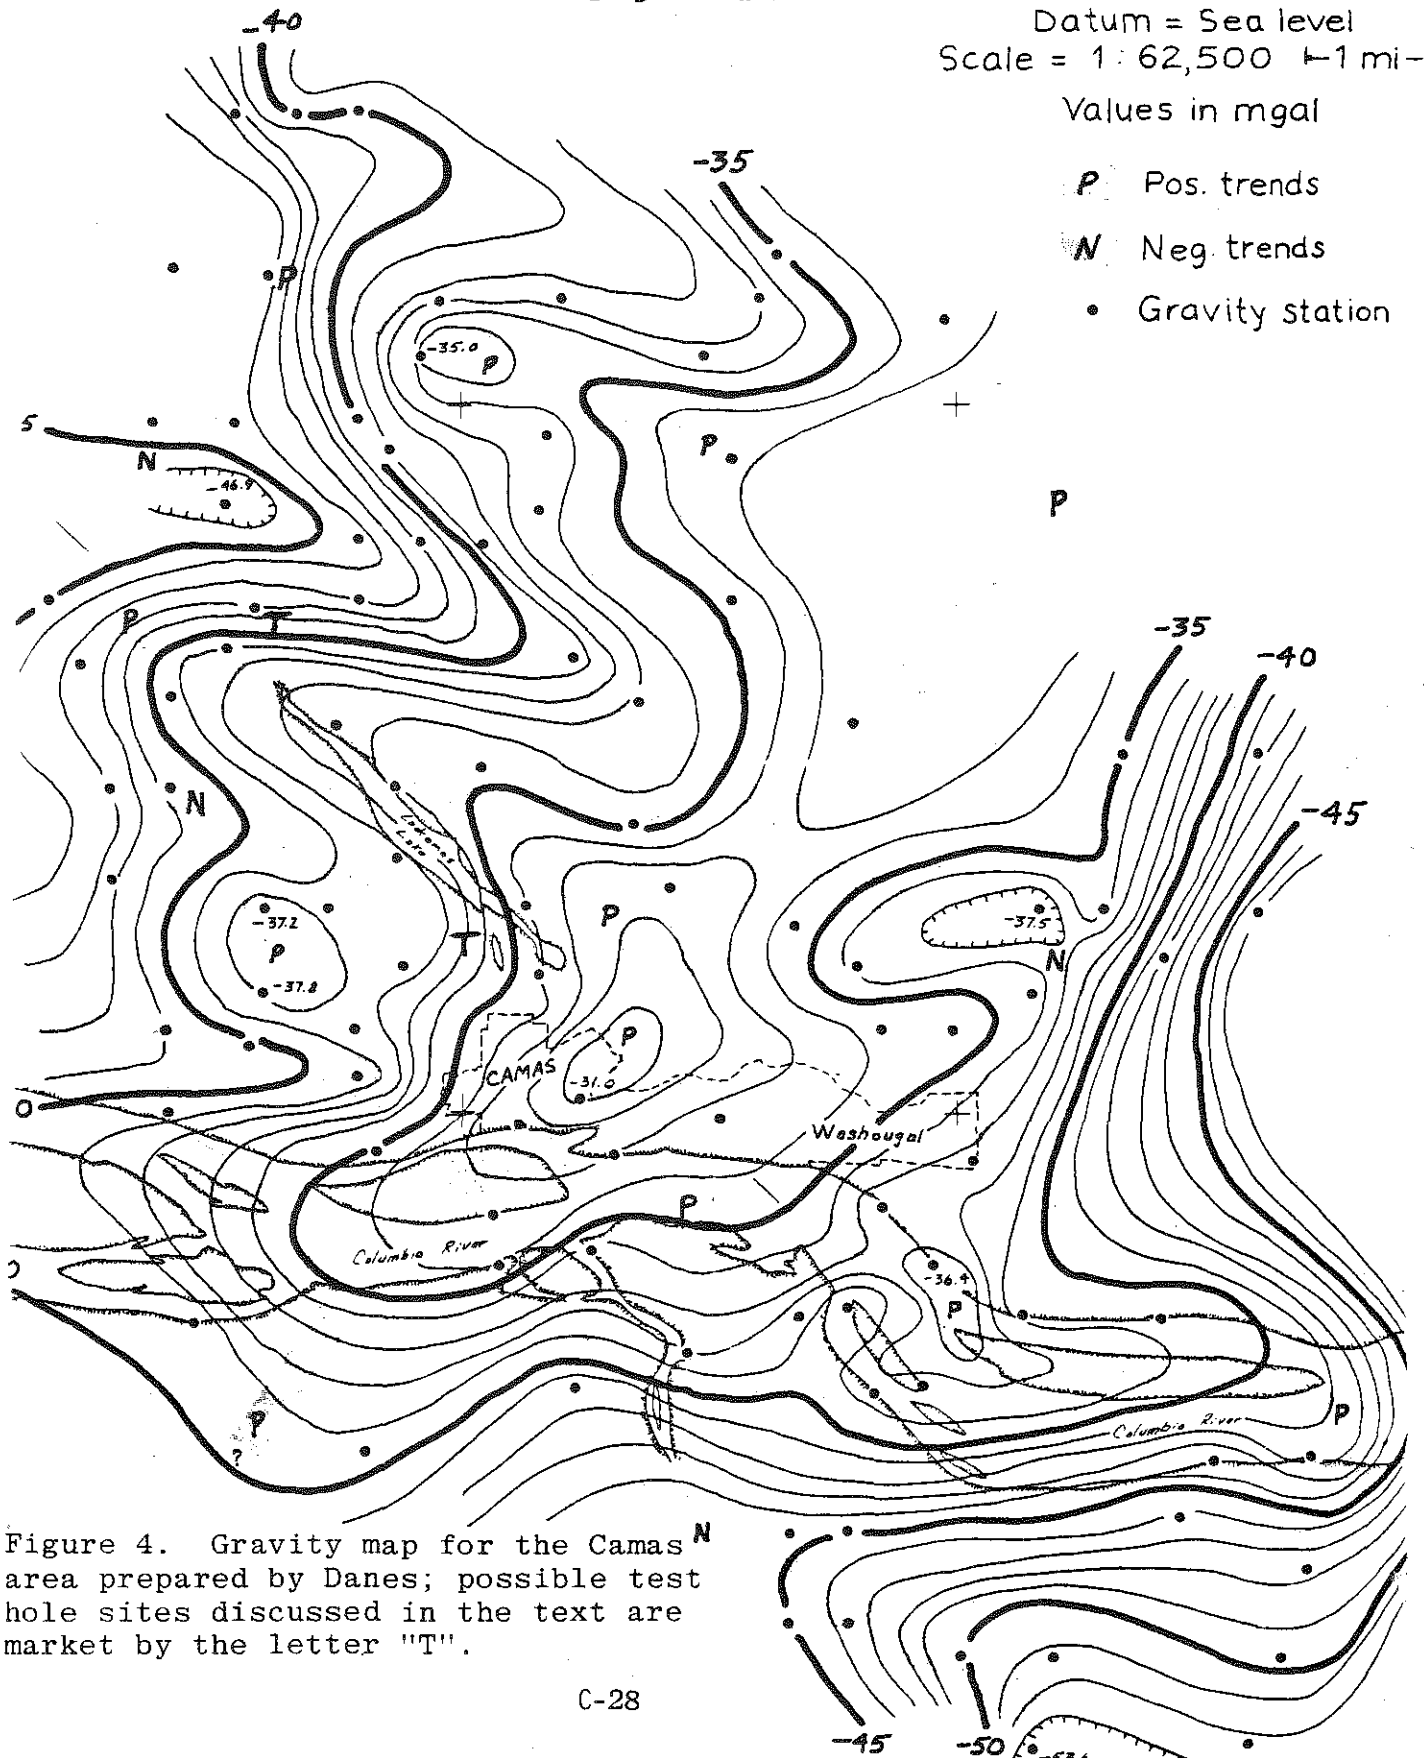 -40
Datum = Sea level
Scale = 1 : 62,500 ⊢1 mi-
Values in mgal
P Pos. trends
N Neg. trends
• Gravity station
-35
P
-35.0
P
5
N
-46.9
P
P
P
T
-35
-40
N
-45
Lacamas
Lake
-37.2
P
-37.8
T
P
-37.5
N
P
CAMAS
-31.0
0
Washougal
P
Columbia River
-36.4
P
P
?
Columbia River
P
N
Figure 4. Gravity map for the Camas
area prepared by Danes; possible test
hole sites discussed in the text are
market by the letter "T".
C-28
-45
-50